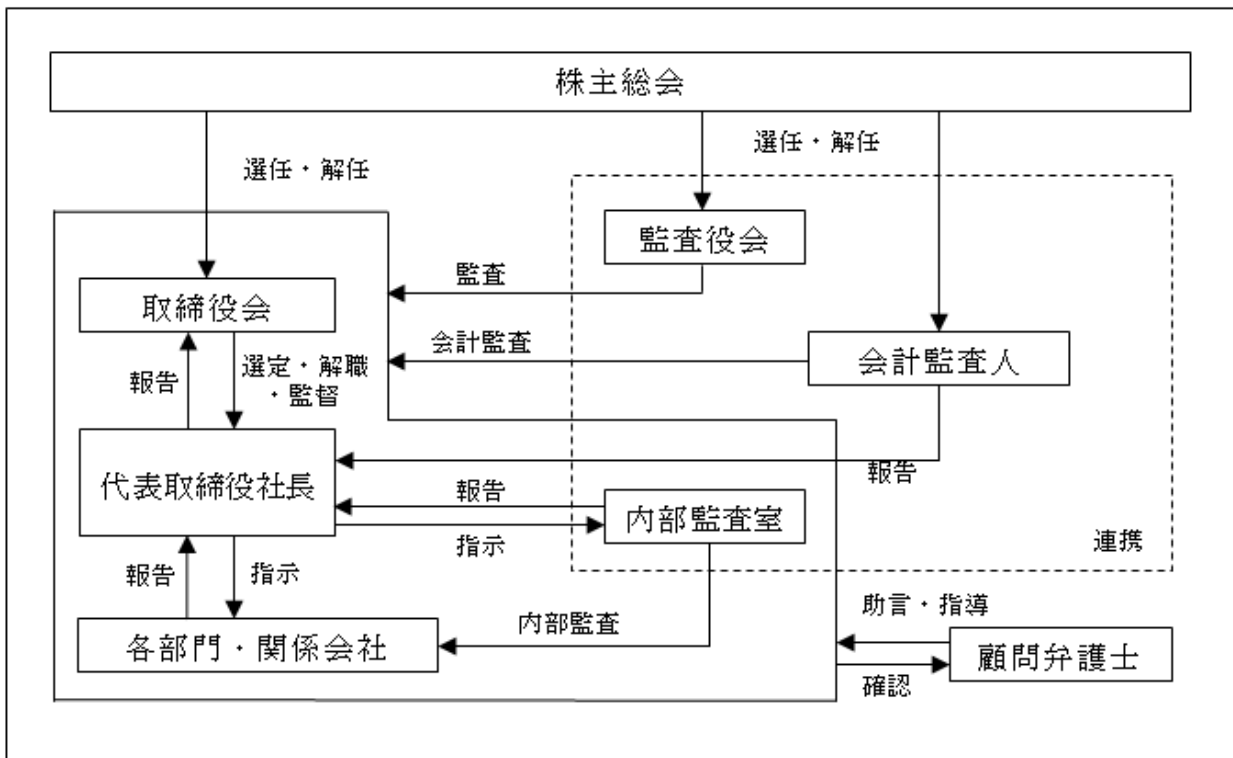 株主総会
選任・解任
選任・解任
監査役会
監査
取締役会
会計監査
会計監査人
選定・解職
・監督
報告
代表取締役社長
報告
報告
内部監査室
指示
連携
報告
指示
助言・指導
内部監査
各部門・関係会社
顧問弁護士
確認